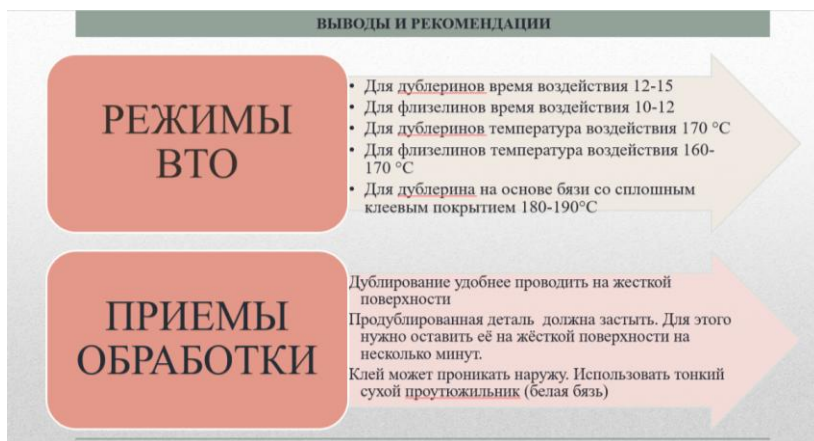 ВЫВОДЫ И РЕКОМЕНДАЦИИ
РЕЖИМЫ
ВТО
• Для дублеринов время воздействия 12-15
• Для флизелинов время воздействия 10-12
• Для дублеринов температура воздействия 170 °C
• Для флизелинов температура воздействия 160-
170 °C
• Для дублерина на основе бязи со сплошным
клеевым покрытием 180-190°C
ПРИЕМЫ
ОБРАБОТКИ
Дублирование удобнее проводить на жесткой
поверхности
Продублированная деталь должна застыть. Для этого
нужно оставить её на жёсткой поверхности на
несколько минут.
Клей может проникать наружу. Использовать тонкий
сухой проутюжильник (белая бязь)